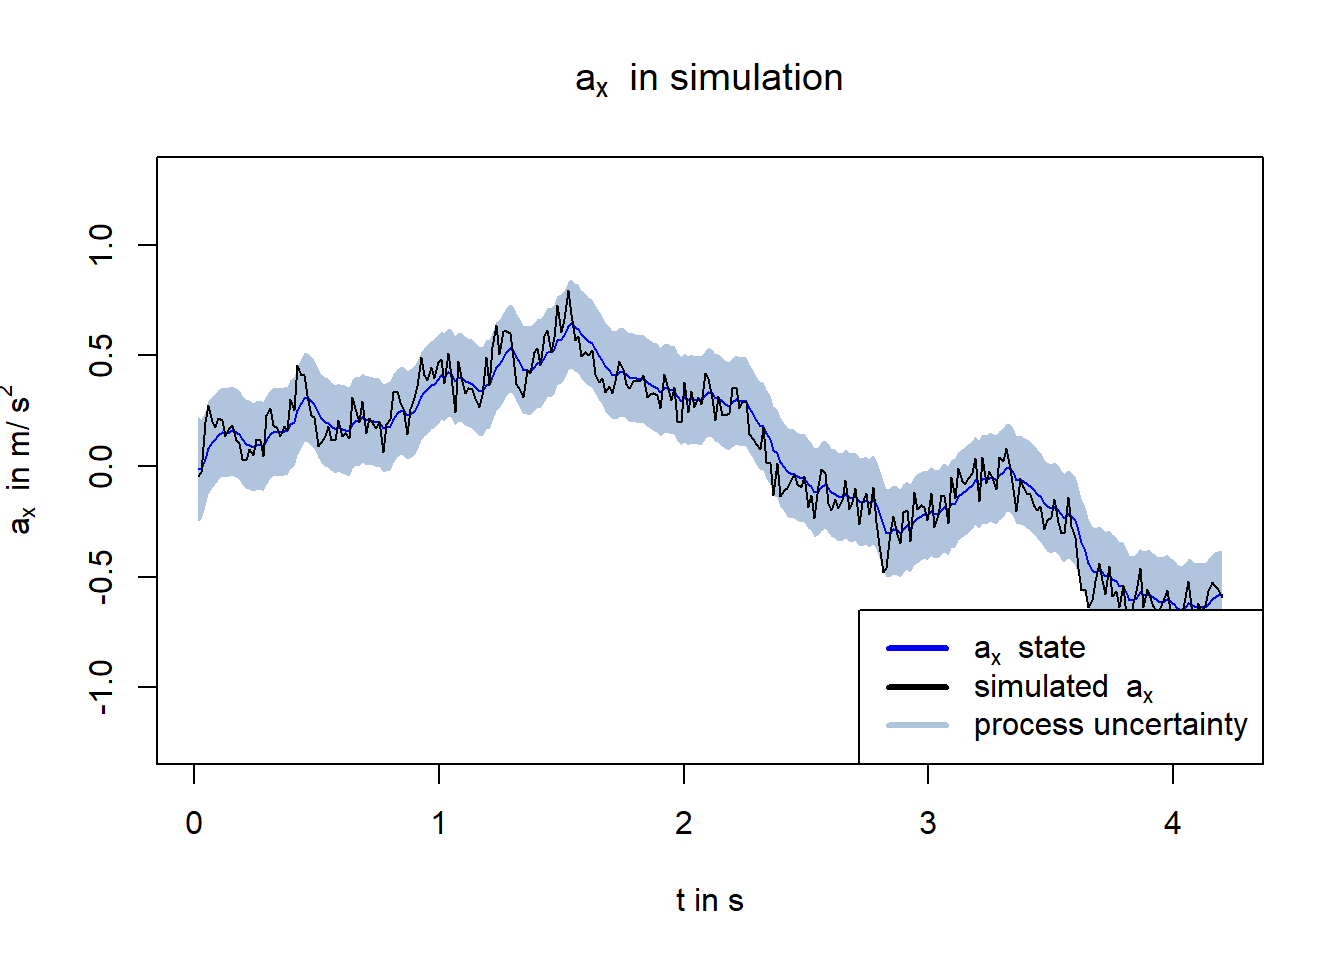 aₓ in simulation
aₓ in m/ s²
1.0
0.5
0.0
-0.5
-1.0
aₓ state
simulated aₓ
process uncertainty
0 1 2 3 4
t in s